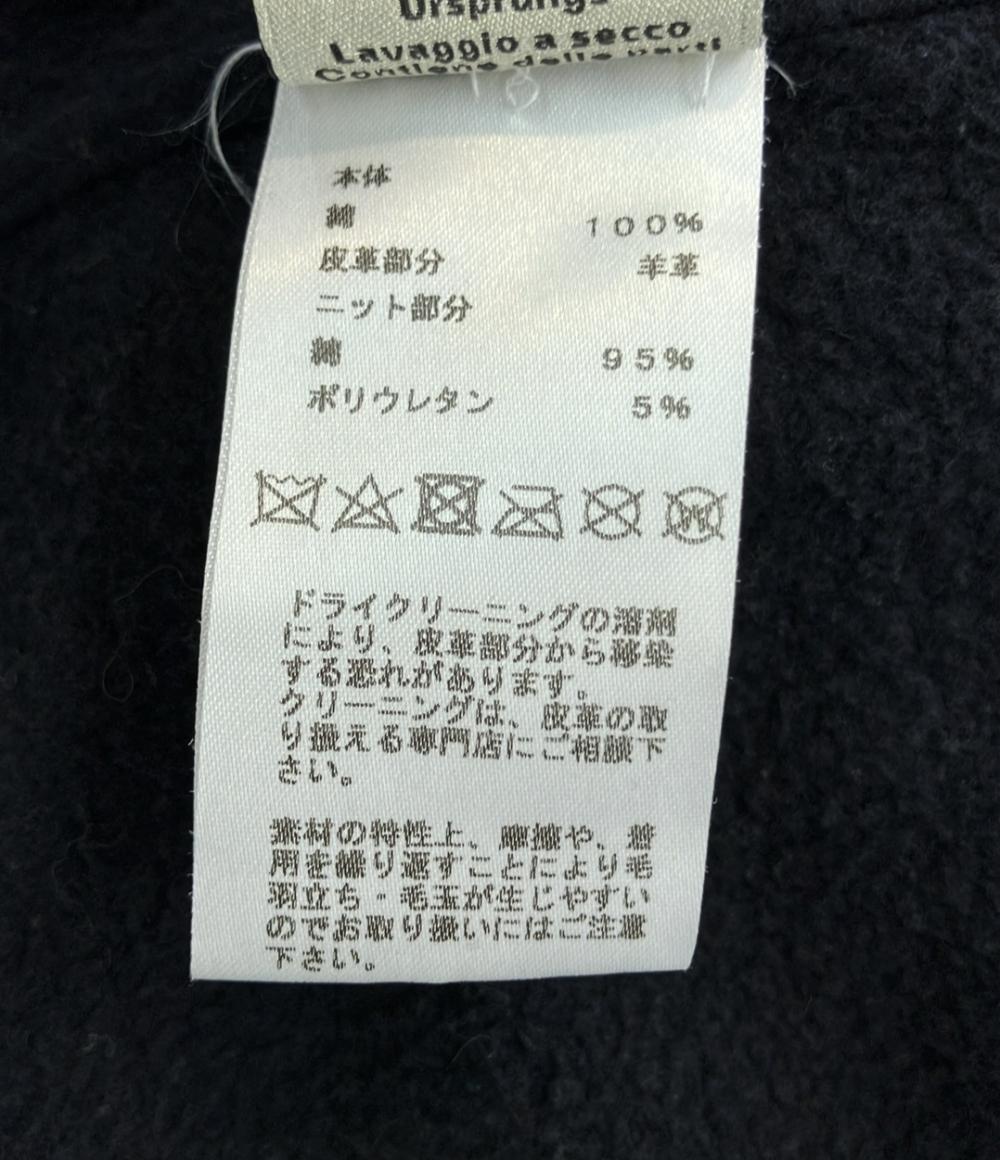 Ursprungs
Lavaggio a secco
Contiene delle parti
本体
綿 100%
皮革部分 羊革
ニット部分
綿 95%
ポリウレタン 5%
W
ドライクリーニングの溶剤
により、皮革部分から移染
する恐れがあります。
クリーニングは、皮革の取
り扱える専門店にご相談下
さい。
素材の特性上、摩擦や、着
用を繰り返すことにより毛
羽立ち・毛玉が生じやすい
のでお取り扱いにはご注意
下さい。